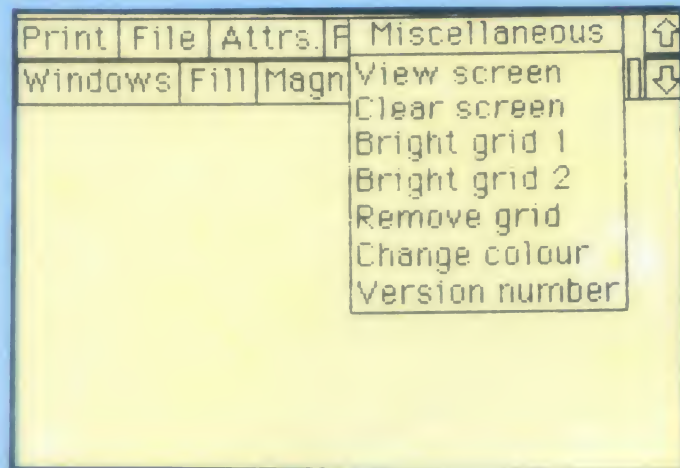 Print File Attrs. F Miscellaneous
Windows Fill Magn View screen
Clear screen
Bright grid 1
Bright grid 2
Remove grid
Change colour
Version number